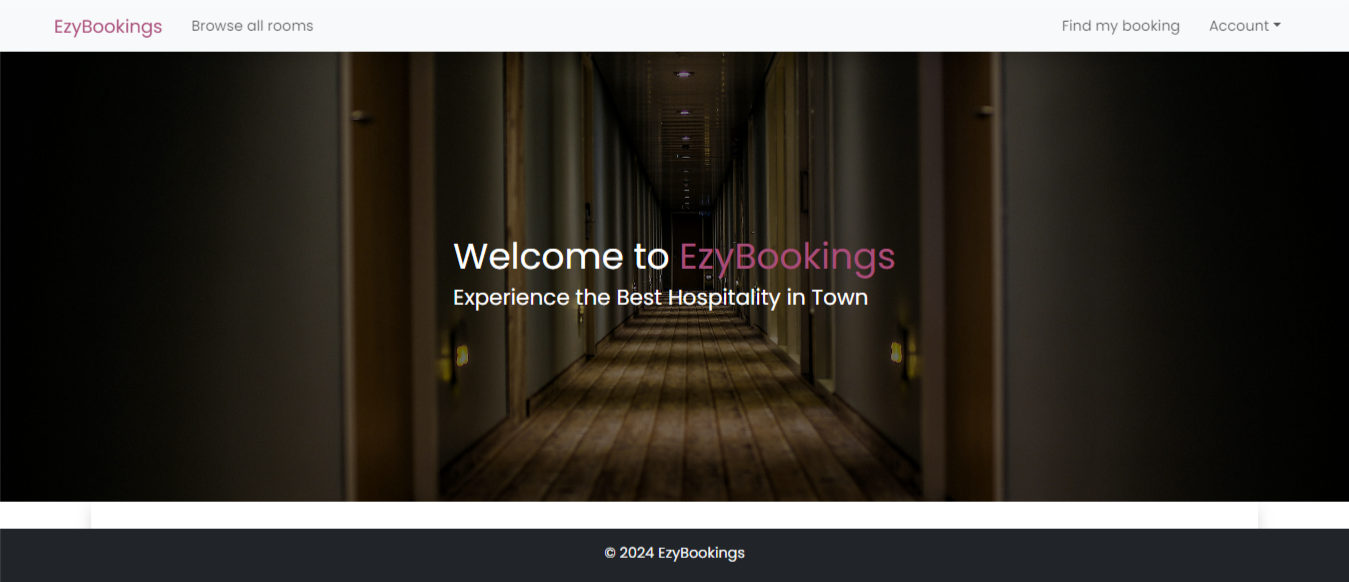 EzyBookings Browse all rooms Find my booking Account
Welcome to EzyBookings
Experience the Best Hospitality in Town
© 2024 EzyBookings